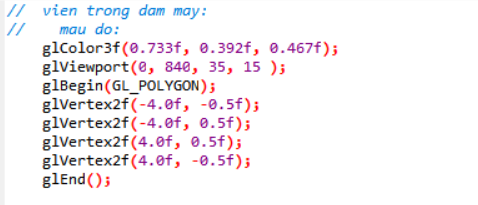 //  vien trong dam may:
//    mau do:
glColor3f(0.733f, 0.392f, 0.467f);
glViewport(0, 840, 35, 15 );
glBegin(GL_POLYGON);
glVertex2f(-4.0f, -0.5f);
glVertex2f(-4.0f, 0.5f);
glVertex2f(4.0f, 0.5f);
glVertex2f(4.0f, -0.5f);
glEnd();